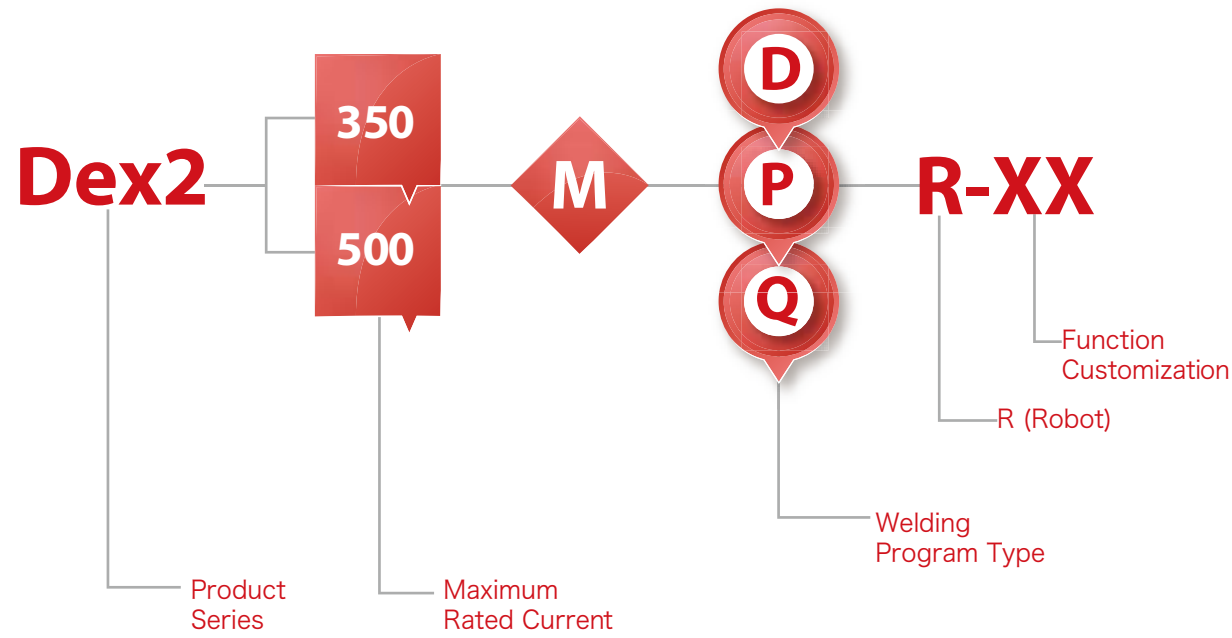 Dex2
350
500
M
D
P
Q
R-XX
Function
Customization
R (Robot)
Welding
Program Type
Product
Series
Maximum
Rated Current